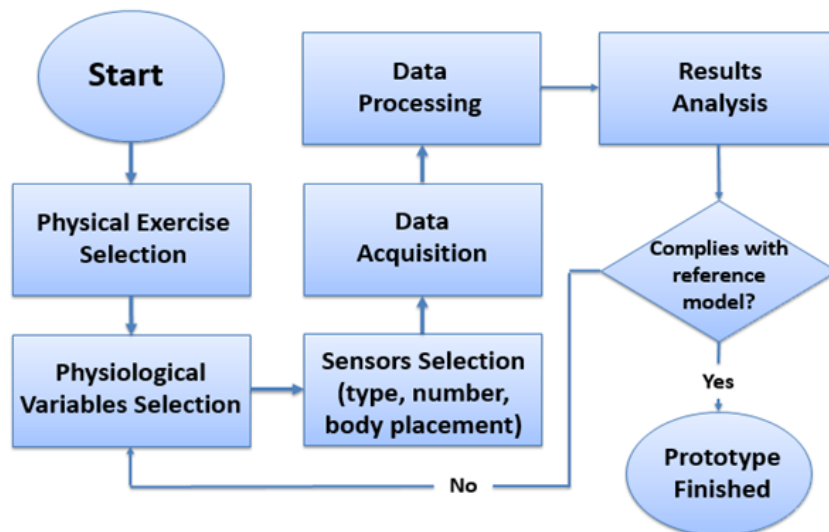 Start
Physical Exercise
Selection
Physiological
Variables Selection
Sensors Selection
(type, number,
body placement)
Data
Acquisition
Data
Processing
Results
Analysis
Complies with
reference
model?
Yes
No
Prototype
Finished